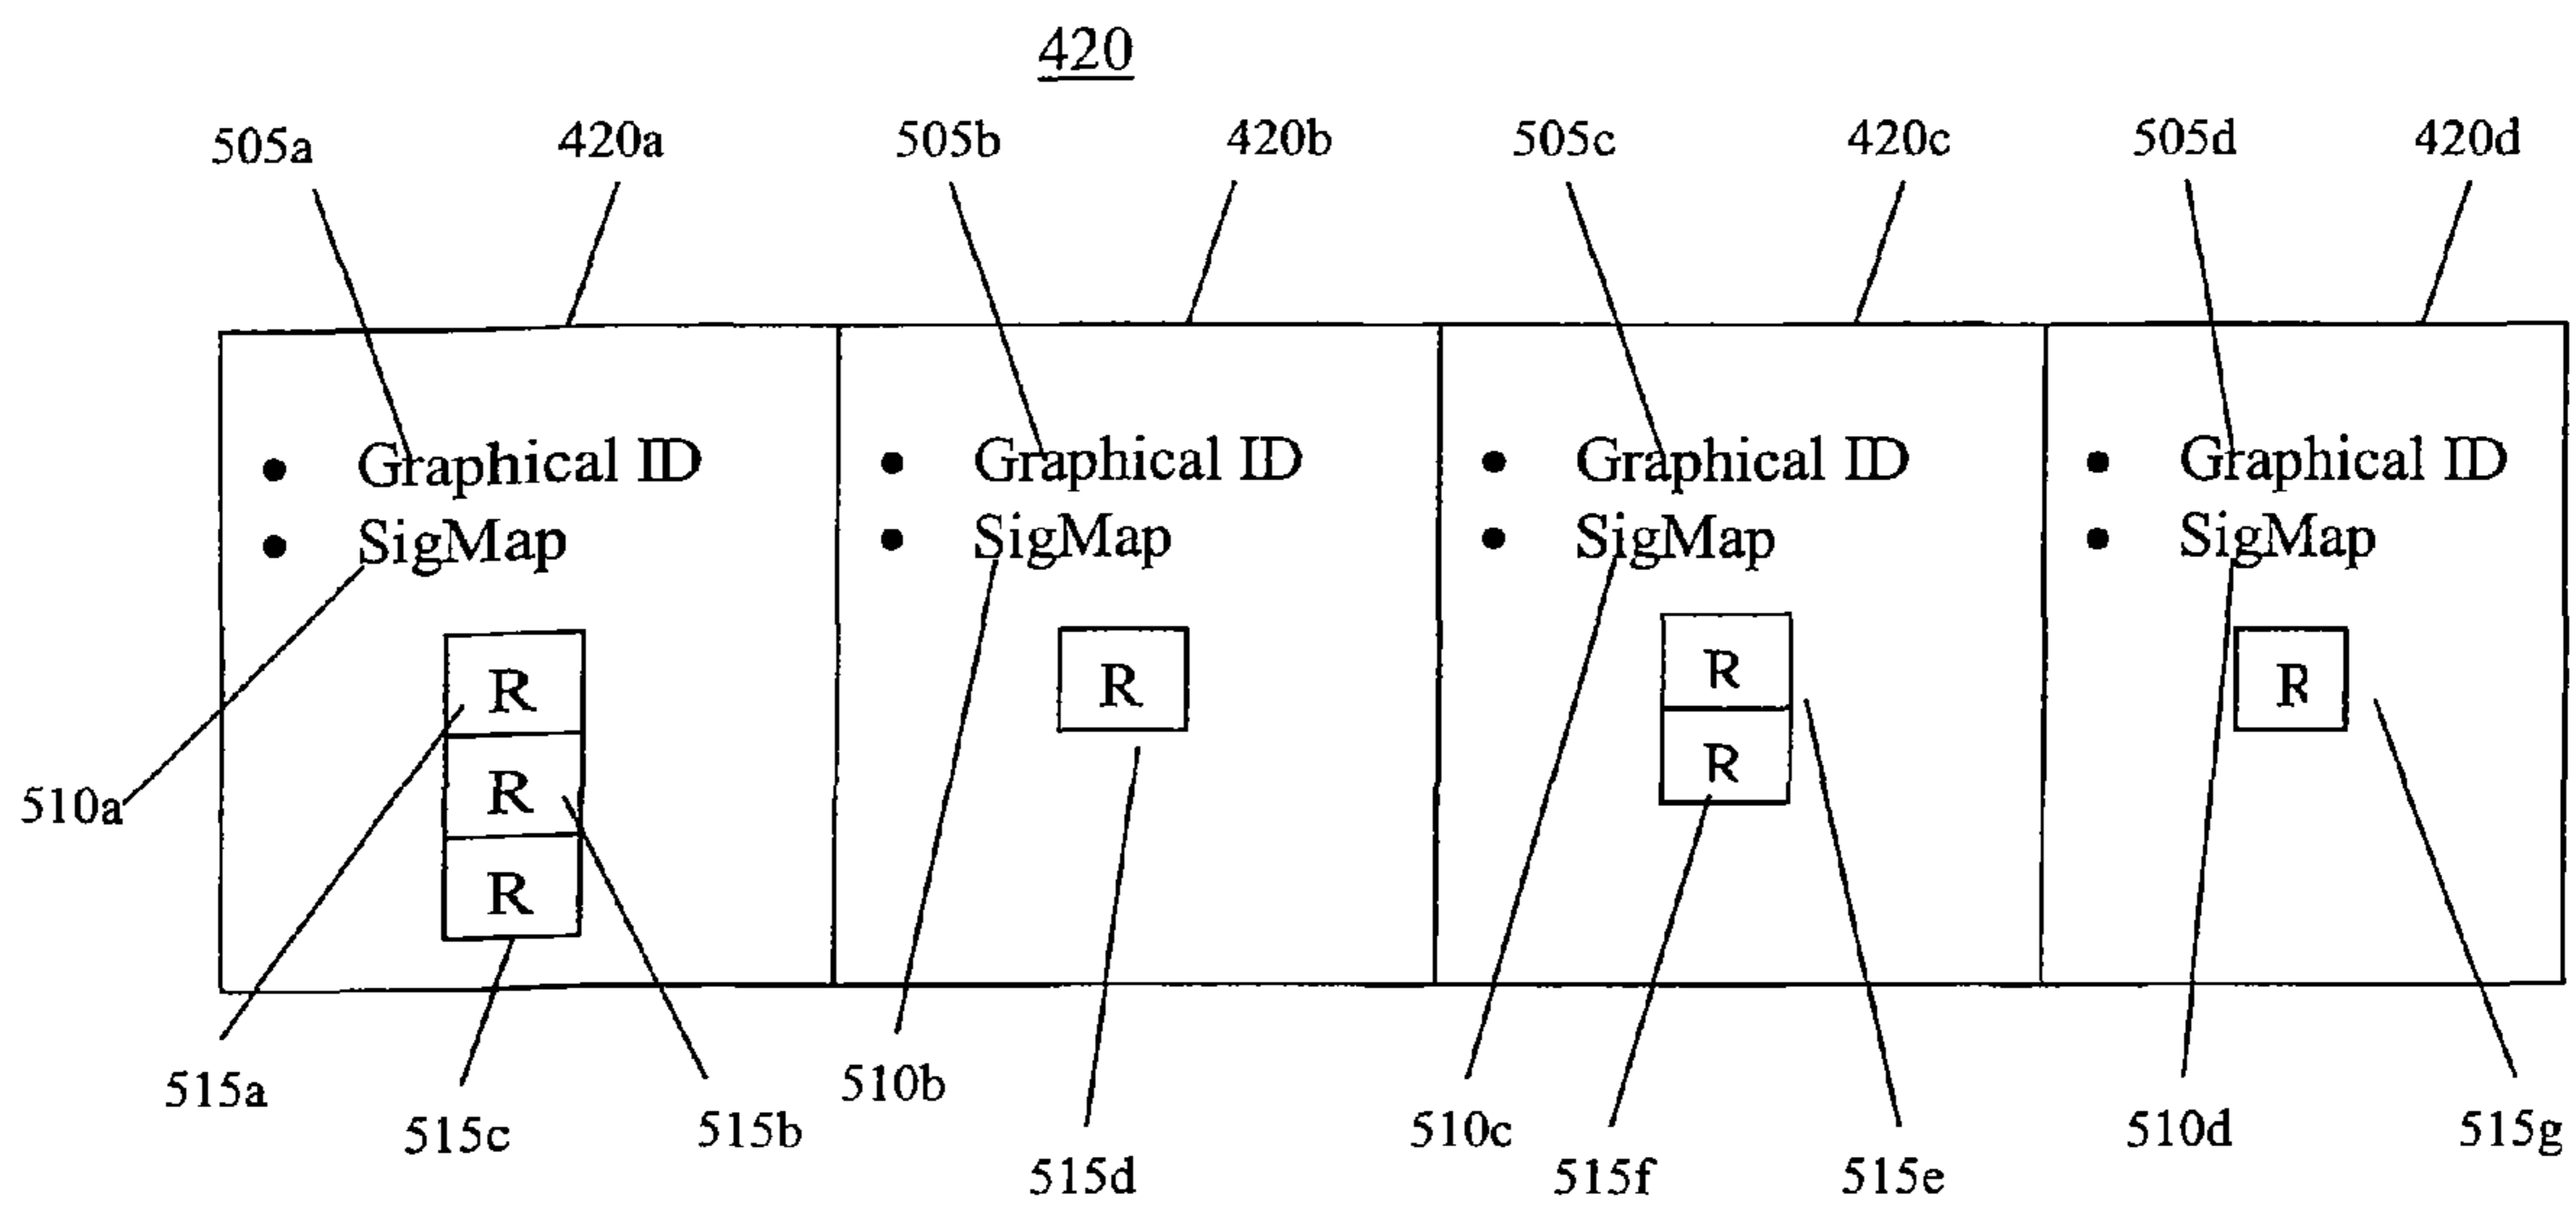 420
505a 420a 505b 420b 505c 420c 505d 420d
• Graphical ID • Graphical ID • Graphical ID • Graphical ID
• SigMap • SigMap • SigMap • SigMap
R R R R
R R
R
510a
515a 515c 515b 510b 515d 510c 515f 515e 510d 515g